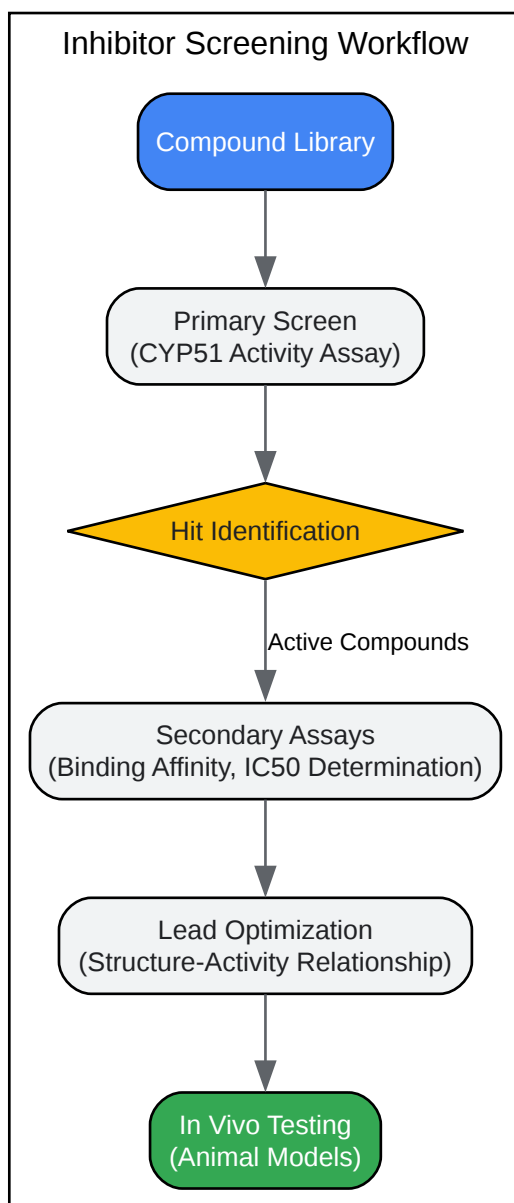 Inhibitor Screening Workflow
Compound Library
Primary Screen
(CYP51 Activity Assay)
Hit Identification
Active Compounds
Secondary Assays
(Binding Affinity, IC50 Determination)
Lead Optimization
(Structure-Activity Relationship)
In Vivo Testing
(Animal Models)